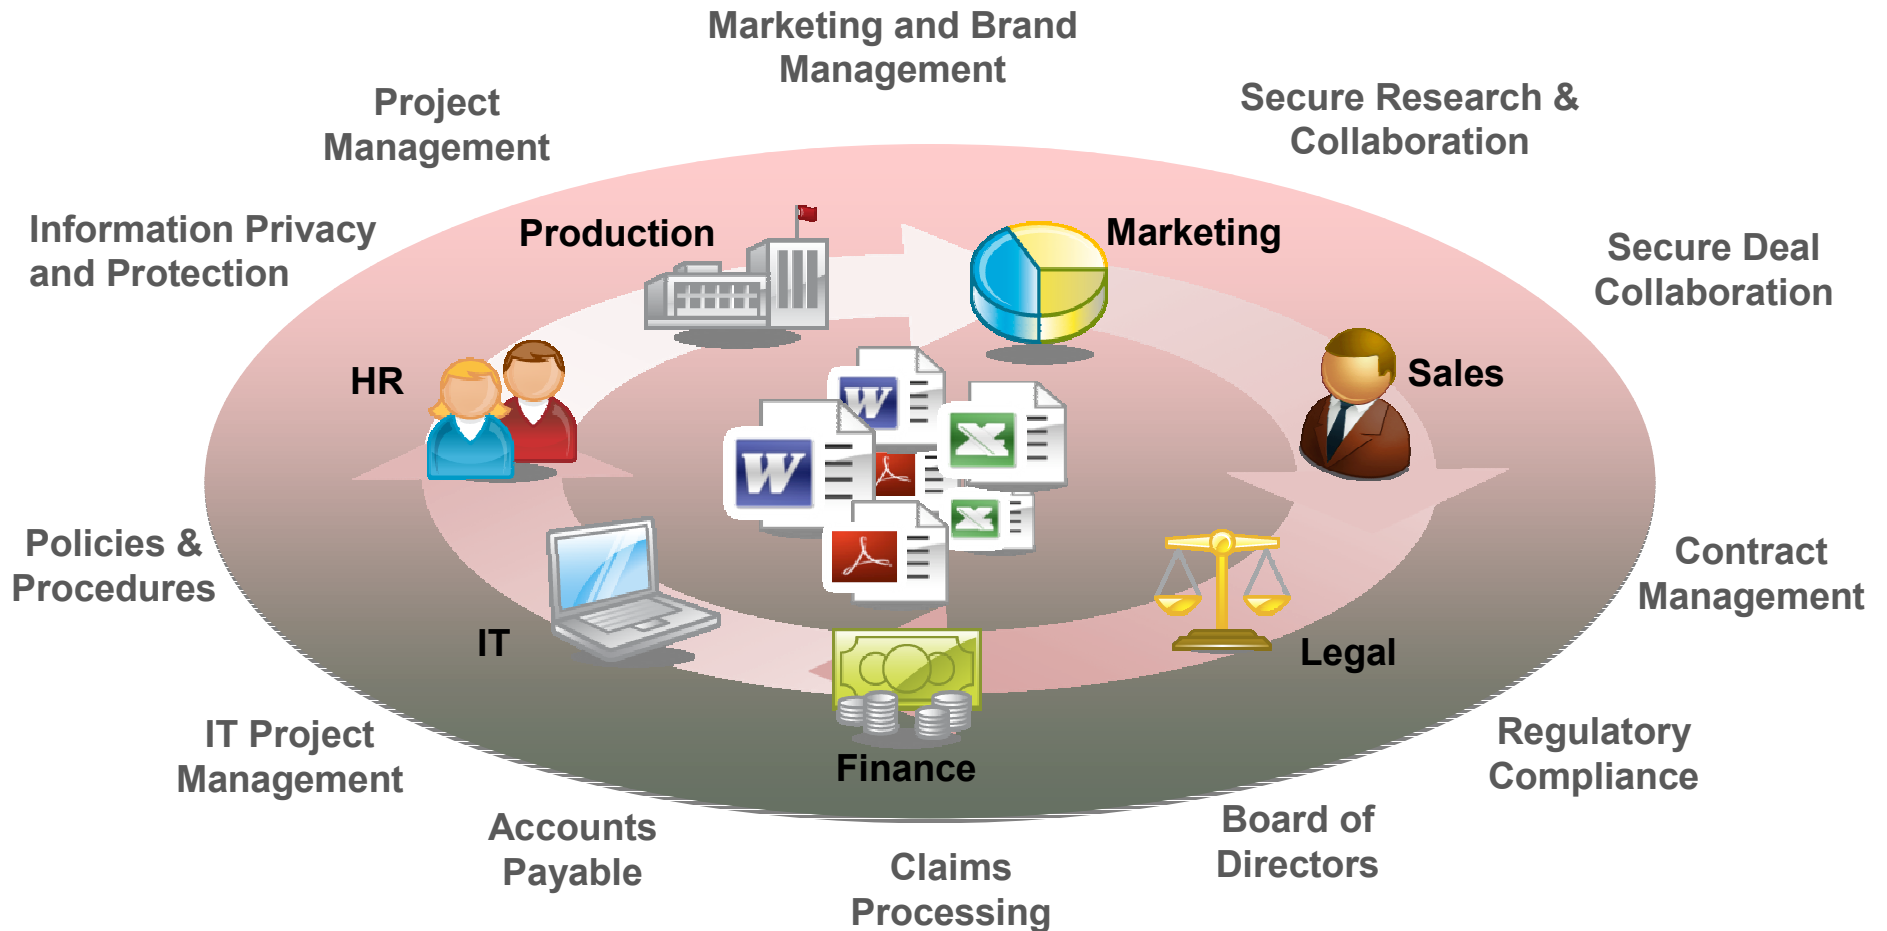 Marketing and Brand
Management
Project
Management
Secure Research &
Collaboration
Information Privacy
and Protection
Production
Marketing
Secure Deal
Collaboration
HR
Sales
W
W
Policies &
Procedures
Contract
Management
IT
Legal
IT Project
Management
Finance
Regulatory
Compliance
Accounts
Payable
Board of
Directors
Claims
Processing